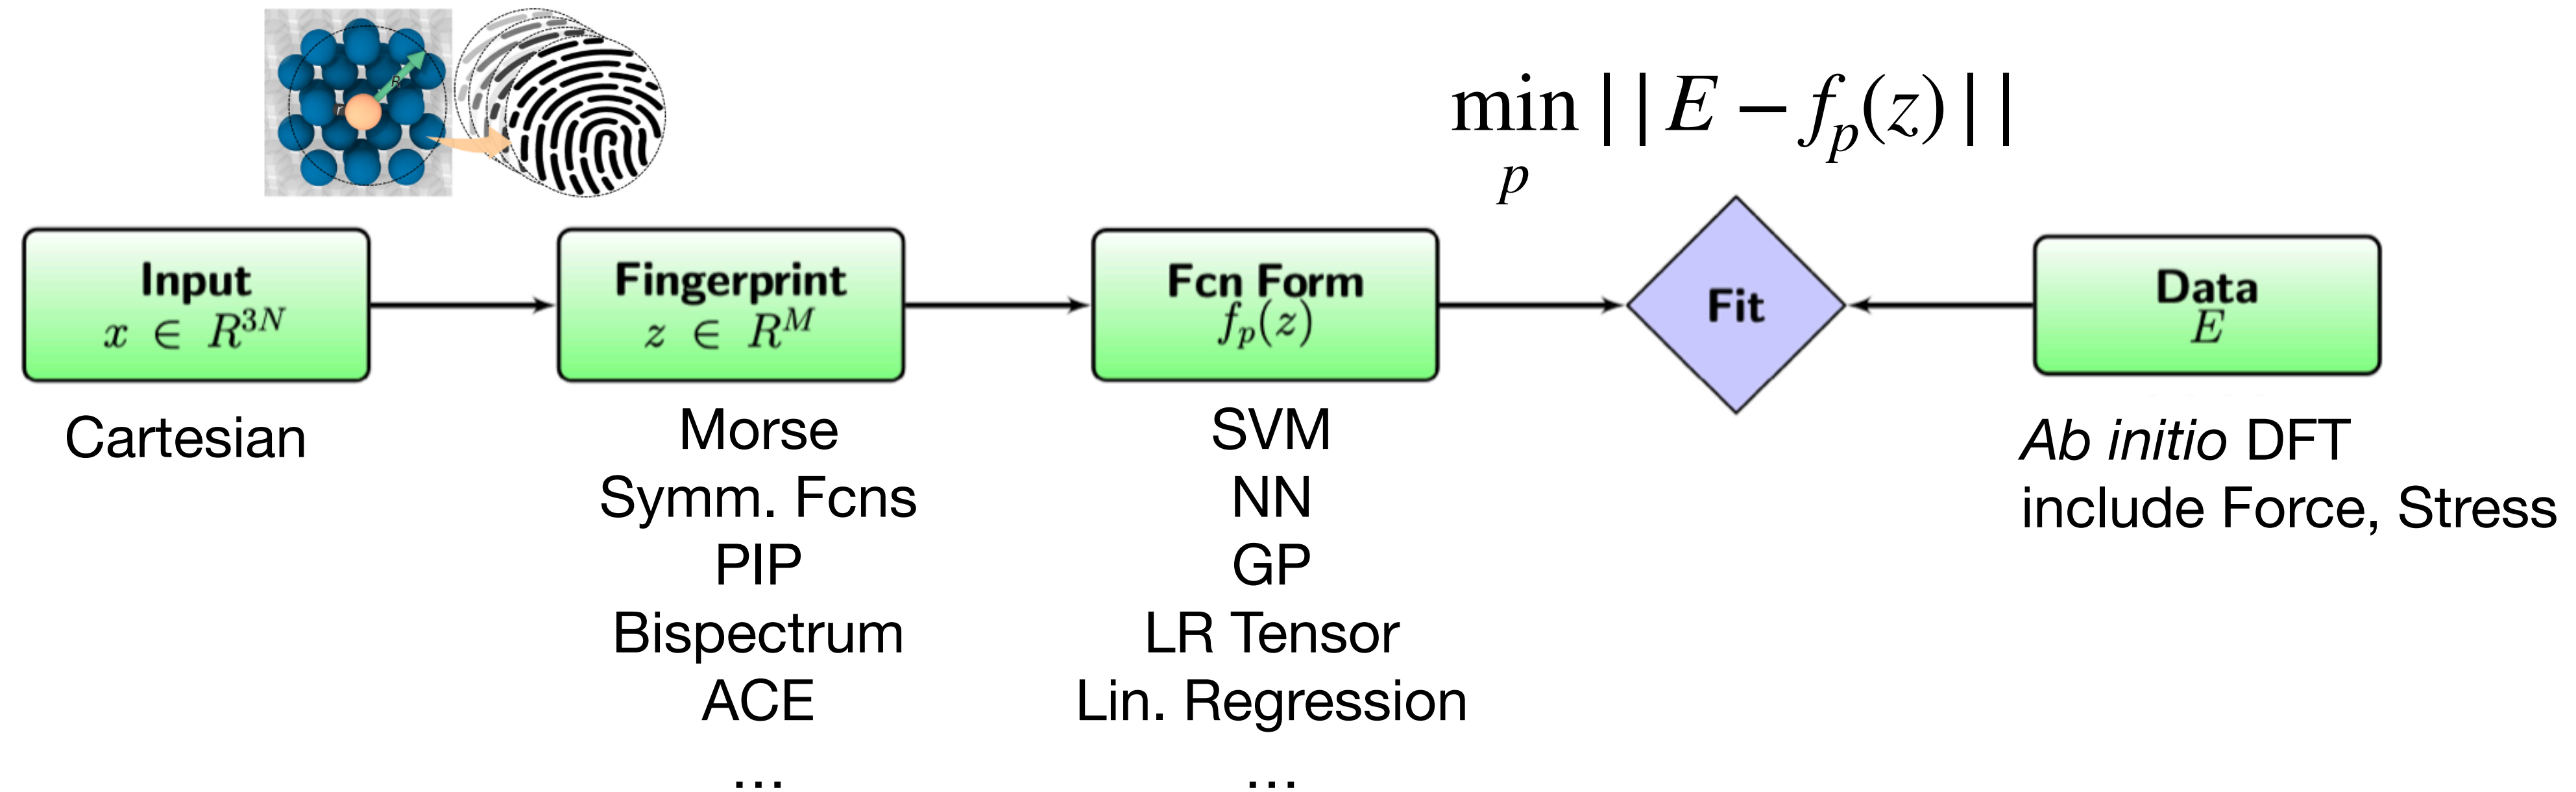 min ||E − f_p(z)||
p
Input
x ∈ R^{3N}
Cartesian
Fingerprint
z ∈ R^M
Morse
Symm. Fcns
PIP
Bispectrum
ACE
...
Fcn Form
f_p(z)
SVM
NN
GP
LR Tensor
Lin. Regression
...
Fit
Data
E
Ab initio DFT
include Force, Stress